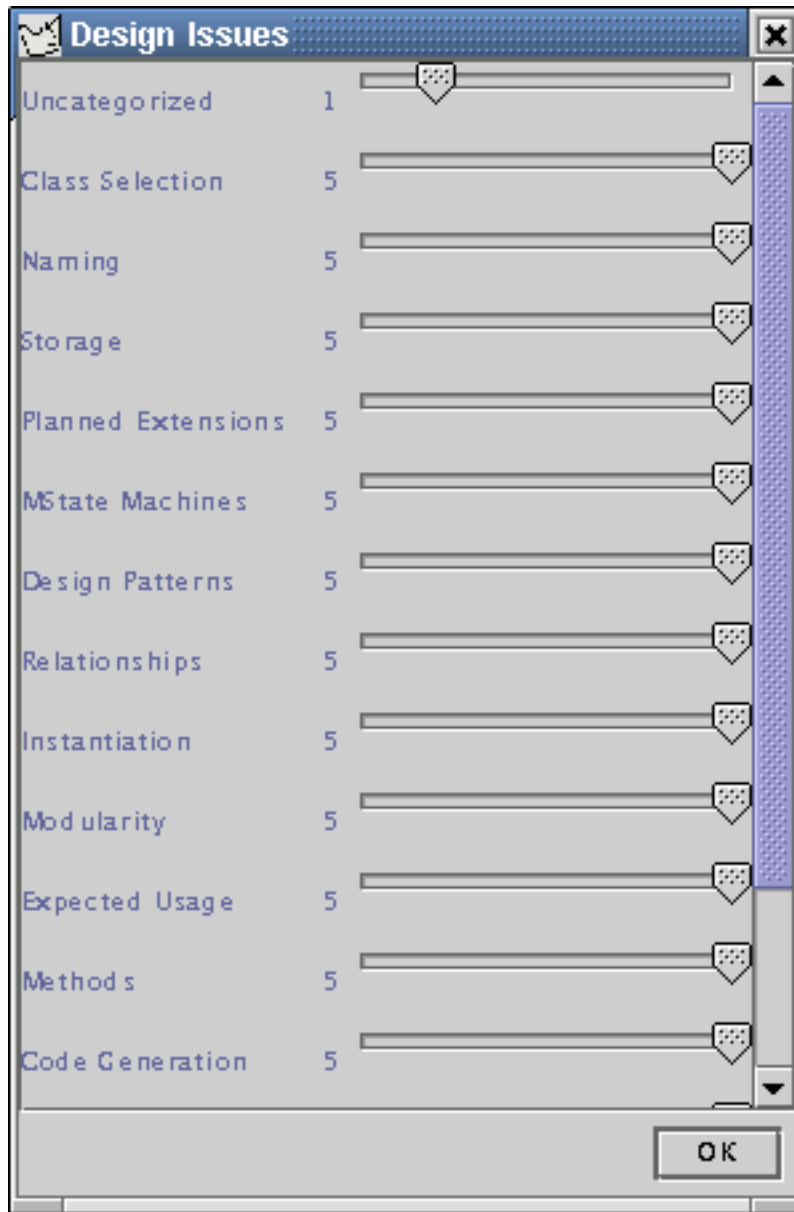 Design Issues
Uncategorized 1
Class Selection 5
Naming 5
Storage 5
Planned Extensions 5
MState Machines 5
Design Patterns 5
Relationships 5
Instantiation 5
Modularity 5
Expected Usage 5
Methods 5
Code Generation 5
OK